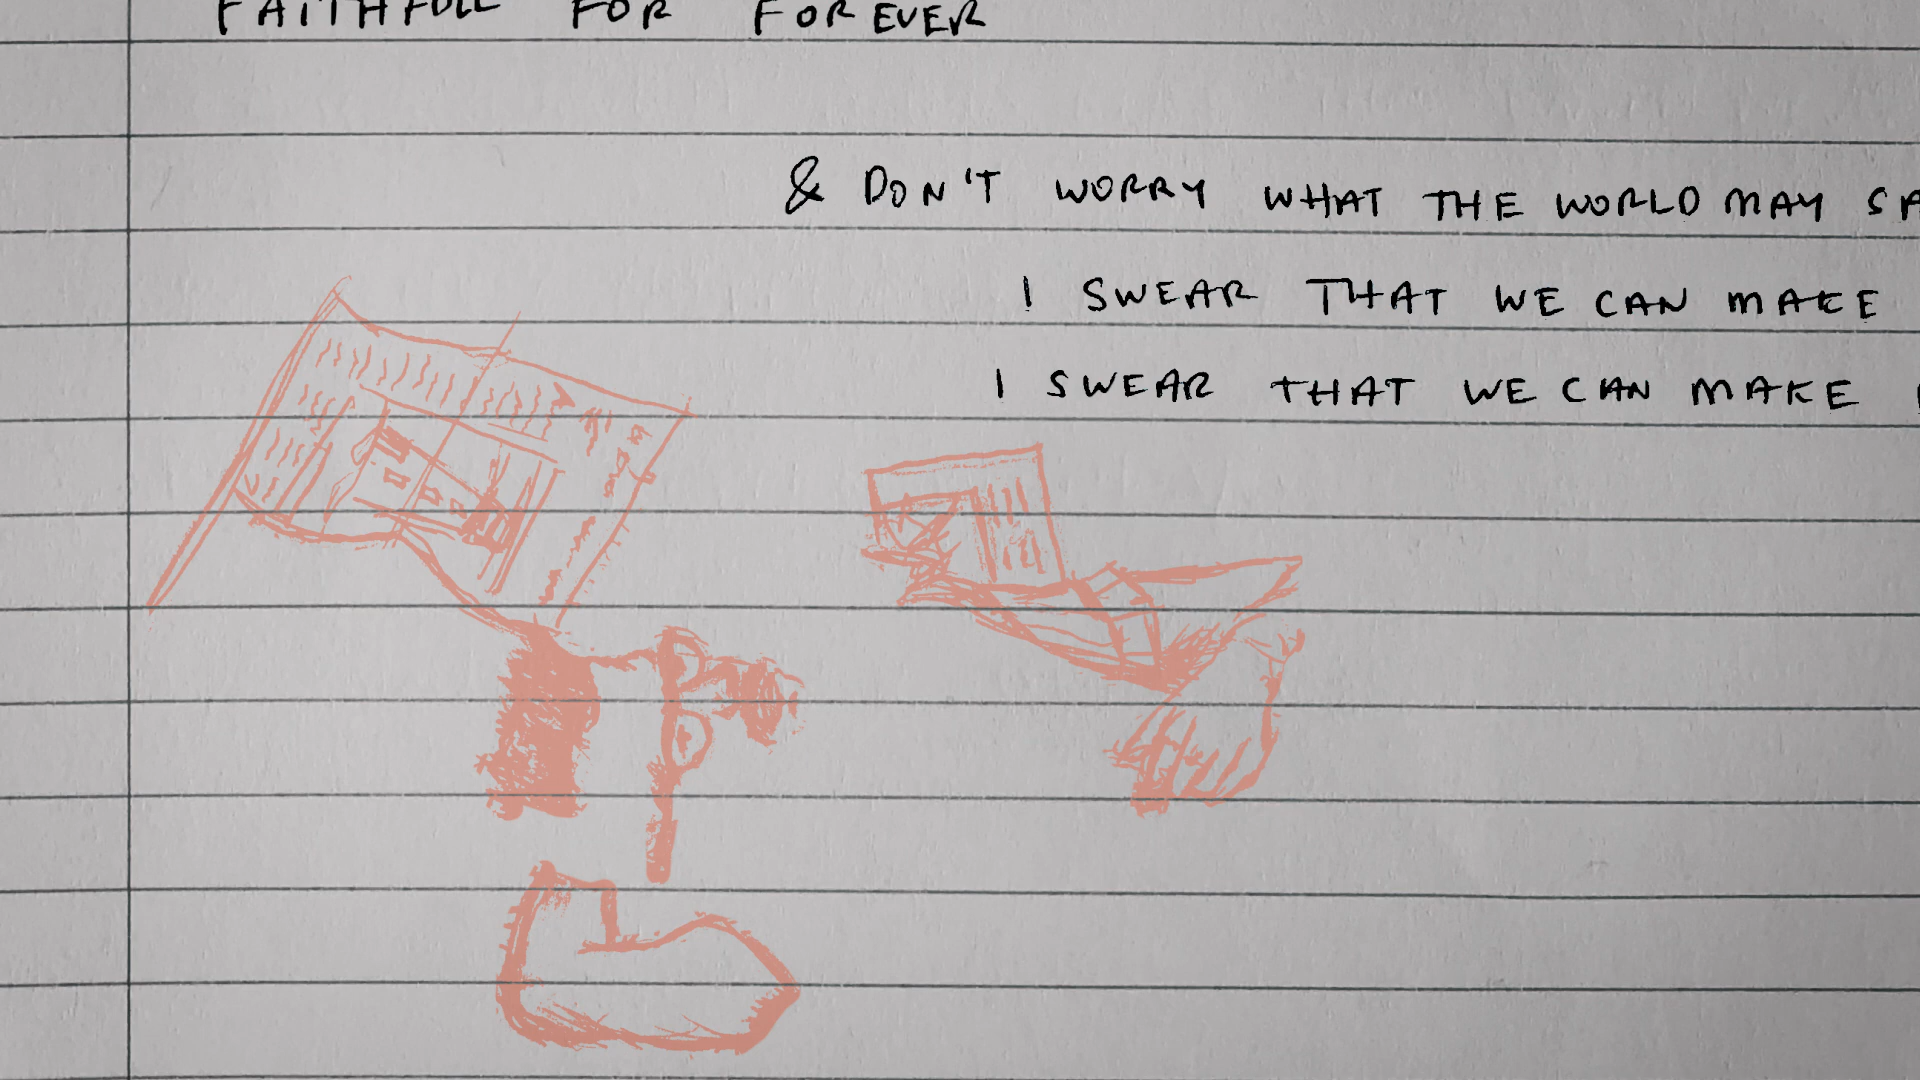 FAITHFULL FOR FOREVER
& DON'T WORRY WHAT THE WORLD MAY SA
I SWEAR THAT WE CAN MAKE
I SWEAR THAT WE CAN MAKE